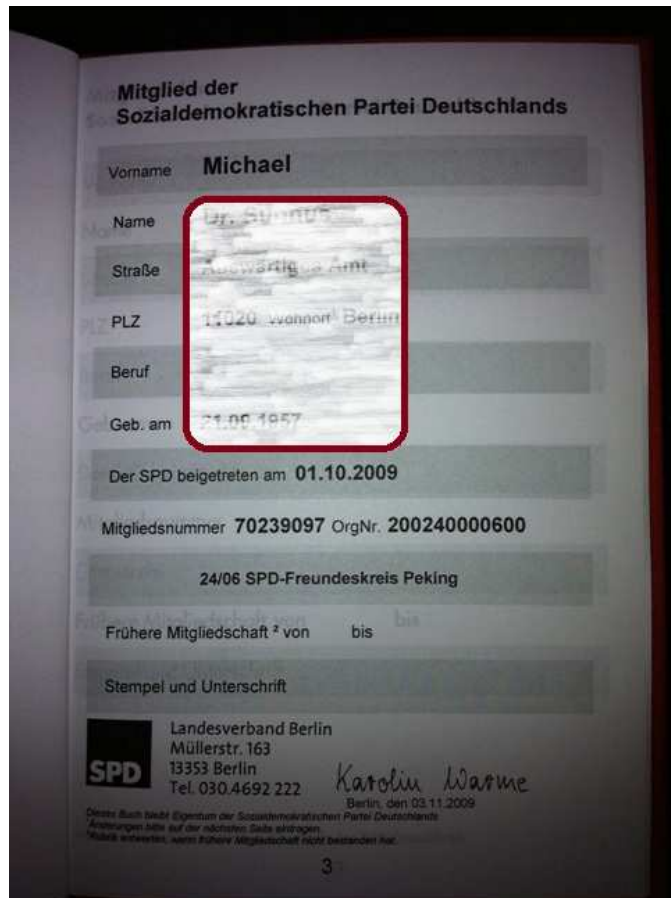 Mitglied der
Sozialdemokratischen Partei Deutschlands
Vorname Michael
Name
Straße
PLZ
Beruf
Geb. am
Der SPD beigetreten am 01.10.2009
Mitgliedsnummer 70239097 OrgNr. 200240000600
24/06 SPD-Freundeskreis Peking
Frühere Mitgliedschaft ² von bis
Stempel und Unterschrift
SPD
Landesverband Berlin
Müllerstr. 163
13353 Berlin
Tel. 030.4692 222
Karolin Warme
Berlin, den 03.11.2009
Dieses Buch bleibt Eigentum der Sozialdemokratischen Partei Deutschlands
Änderungen bitte auf der nächsten Seite eintragen.
²Rubrik entwerten, wenn frühere Mitgliedschaft nicht bestanden hat.
3